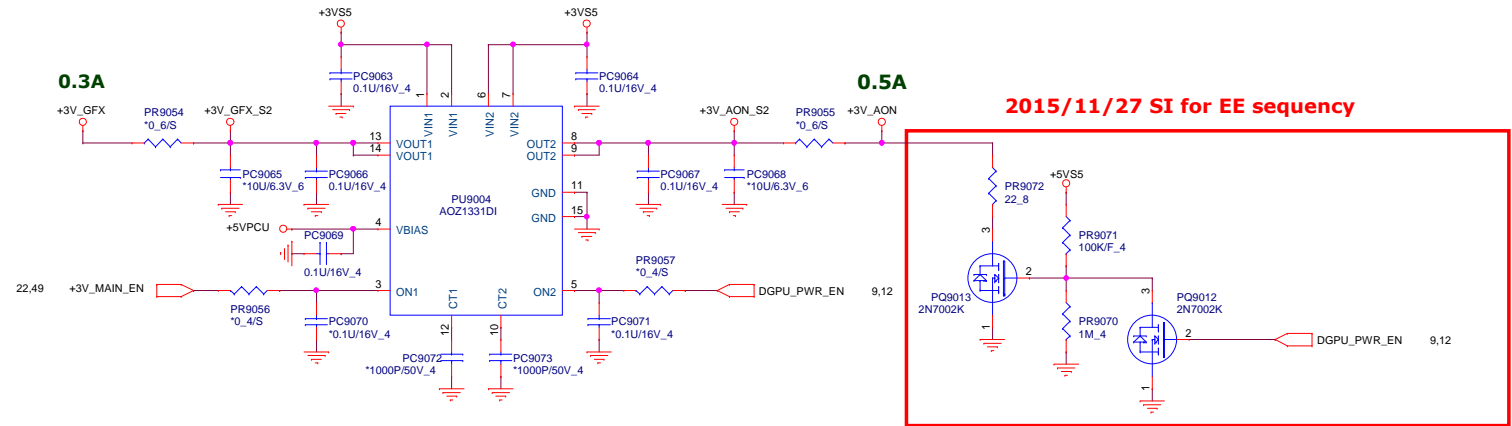 +3VS5
+3VS5
0.3A
PC9063
0.1U/16V_4
PC9064
0.1U/16V_4
0.5A
+3V_GFX
PR9054
*0_6/S
+3V_GFX_S2
1
2
6
7
VIN1
VIN1
VIN2
VIN2
+3V_AON_S2
PR9055
*0_6/S
+3V_AON
2015/11/27 SI for EE sequency
13
VOUT1
14
VOUT1
8
OUT2
9
OUT2
PC9065
*10U/6.3V_6
PC9066
0.1U/16V_4
PC9067
0.1U/16V_4
PC9068
*10U/6.3V_6
PU9004
AOZ1331DI
11
GND
15
GND
PR9072
22_8
+5VS5
+5VPCU
4
VBIAS
PC9069
0.1U/16V_4
3
PR9071
100K/F_4
2
PQ9013
2N7002K
1
22,49
+3V_MAIN_EN
PR9056
*0_4/S
3
ON1
CT1
CT2
5
ON2
PR9057
*0_4/S
DGPU_PWR_EN
9,12
PC9070
*0.1U/16V_4
12
10
PC9071
*0.1U/16V_4
PC9072
*1000P/50V_4
PC9073
*1000P/50V_4
PR9070
1M_4
3
PQ9012
2N7002K
2
1
DGPU_PWR_EN
9,12